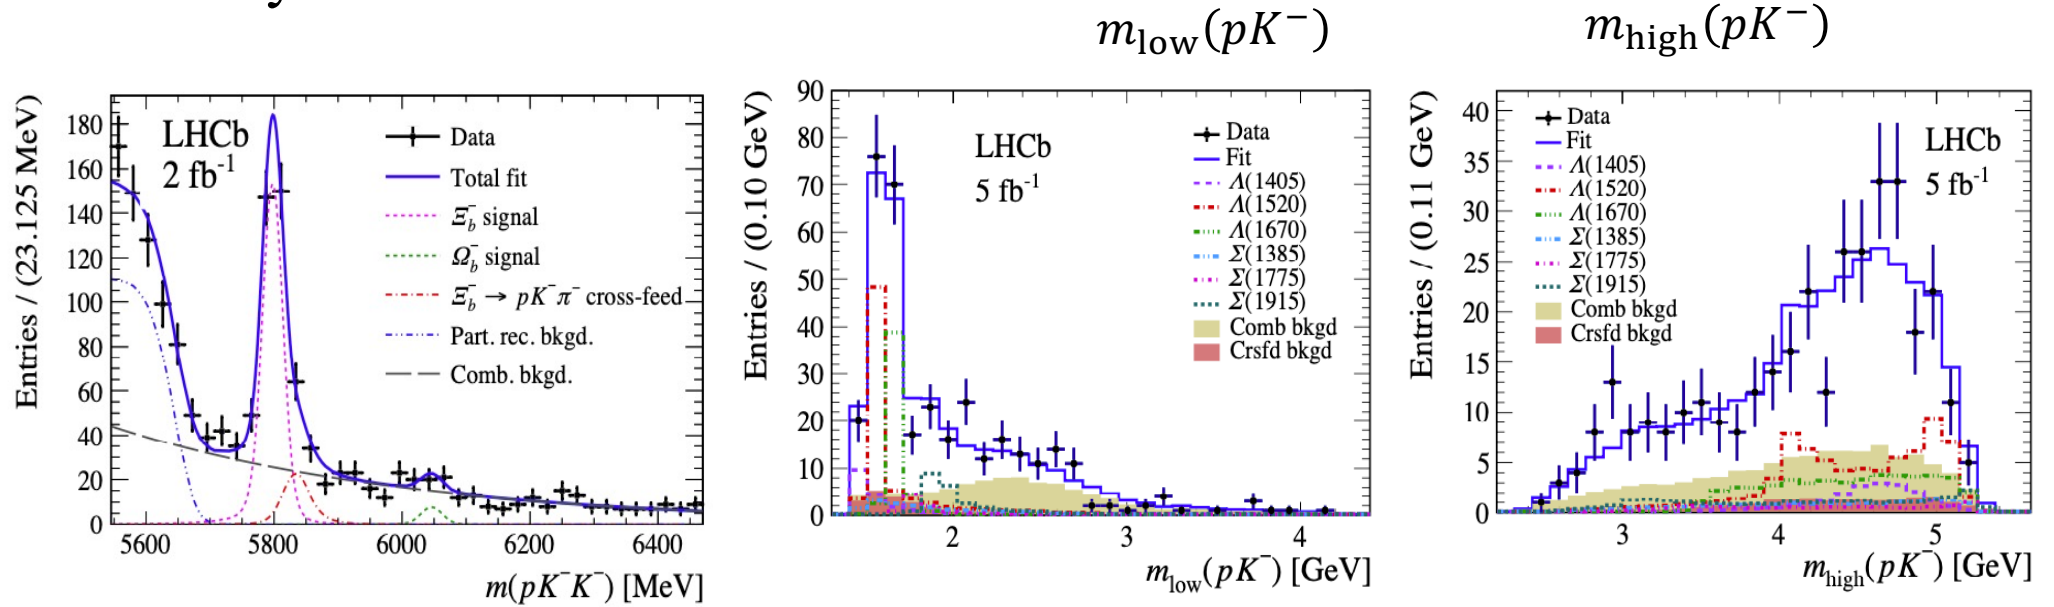 y
m_low(pK⁻)
m_high(pK⁻)
Entries / (23.125 MeV)
180
160
140
120
100
80
60
40
20
0
LHCb
2 fb⁻¹
Data
Total fit
Ξ_b⁻ signal
Ω_b⁻ signal
Ξ_b⁻ → pK⁻π⁻ cross-feed
Part. rec. bkgd.
Comb. bkgd.
5600 5800 6000 6200 6400
m(pK⁻K⁻) [MeV]
Entries / (0.10 GeV)
90
80
70
60
50
40
30
20
10
0
LHCb
5 fb⁻¹
Data
Fit
Λ(1405)
Λ(1520)
Λ(1670)
Σ(1385)
Σ(1775)
Σ(1915)
Comb bkgd
Crsfd bkgd
2 3 4
m_low(pK⁻) [GeV]
Entries / (0.11 GeV)
40
35
30
25
20
15
10
5
0
Data
Fit
Λ(1405)
Λ(1520)
Λ(1670)
Σ(1385)
Σ(1775)
Σ(1915)
Comb bkgd
Crsfd bkgd
LHCb
5 fb⁻¹
3 4 5
m_high(pK⁻) [GeV]